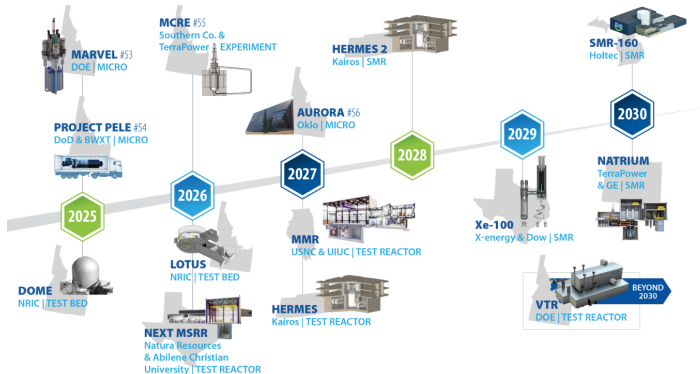 MARVEL #53
DOE | MICRO
PROJECT PELE #54
DoD & BWXT | MICRO
2025
DOME
NRIC | TEST BED
MCRE #55
Southern Co. &
TerraPower | EXPERIMENT
2026
LOTUS
NRIC | TEST BED
NEXT MSRR
Natura Resources
& Abilene Christian
University | TEST REACTOR
AURORA #56
Oklo | MICRO
2027
MMR
USNC & UIUC | TEST REACTOR
HERMES
Kairos | TEST REACTOR
HERMES 2
Kairos | SMR
2028
2029
Xe-100
X-energy & Dow | SMR
SMR-160
Holtec | SMR
2030
NATRIUM
TerraPower
& GE | SMR
VTR
DOE | TEST REACTOR
BEYOND
2030